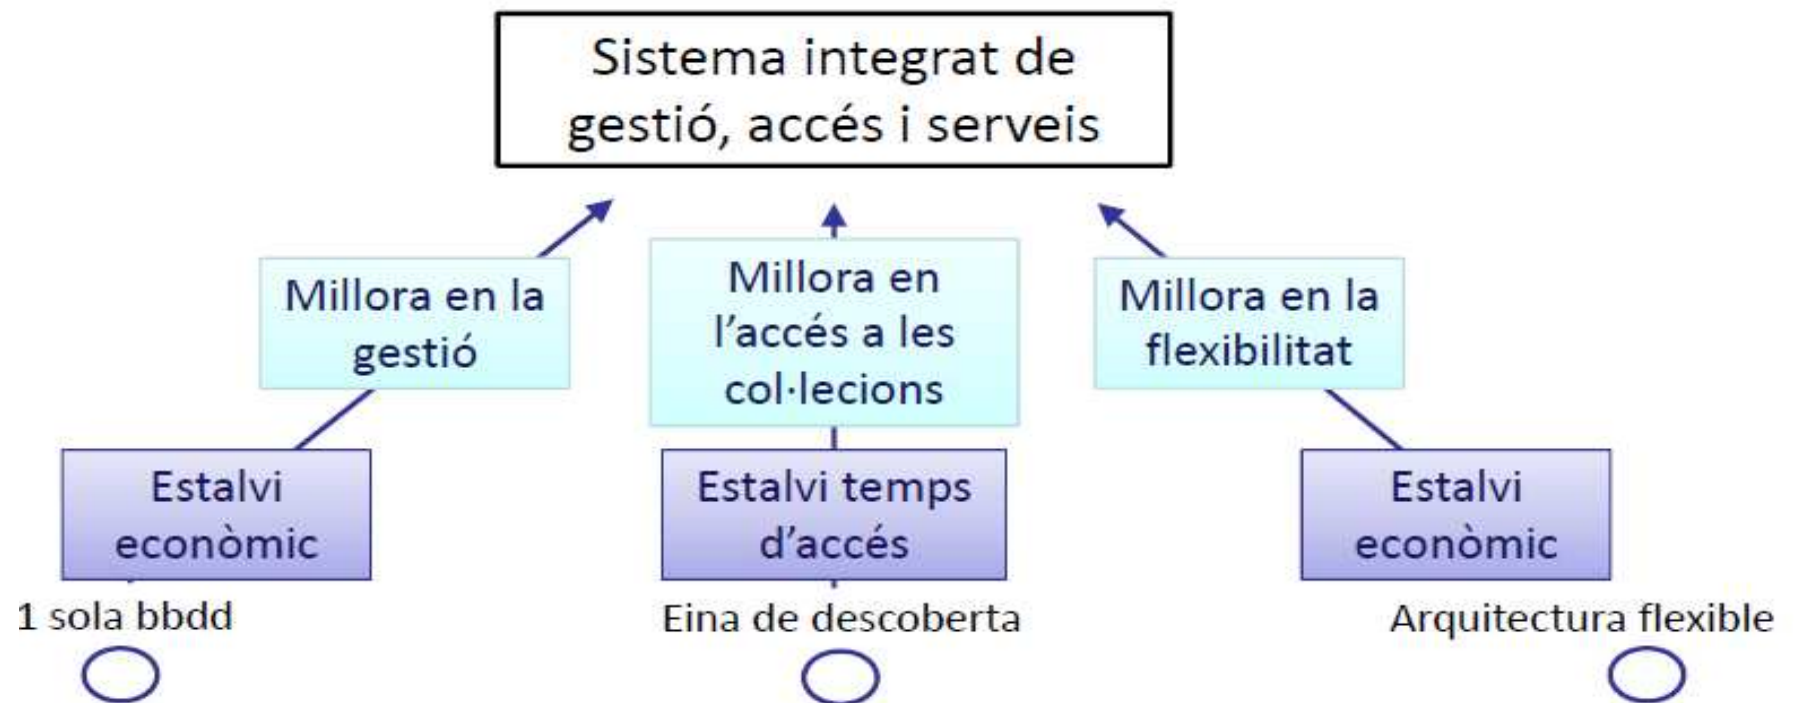 Sistema integrat de
gestió, accés i serveis
Millora en la
gestió
Millora en
l'accés a les
col·lecions
Millora en la
flexibilitat
Estalvi
econòmic
Estalvi temps
d'accés
Estalvi
econòmic
1 sola bbdd
Eina de descoberta
Arquitectura flexible